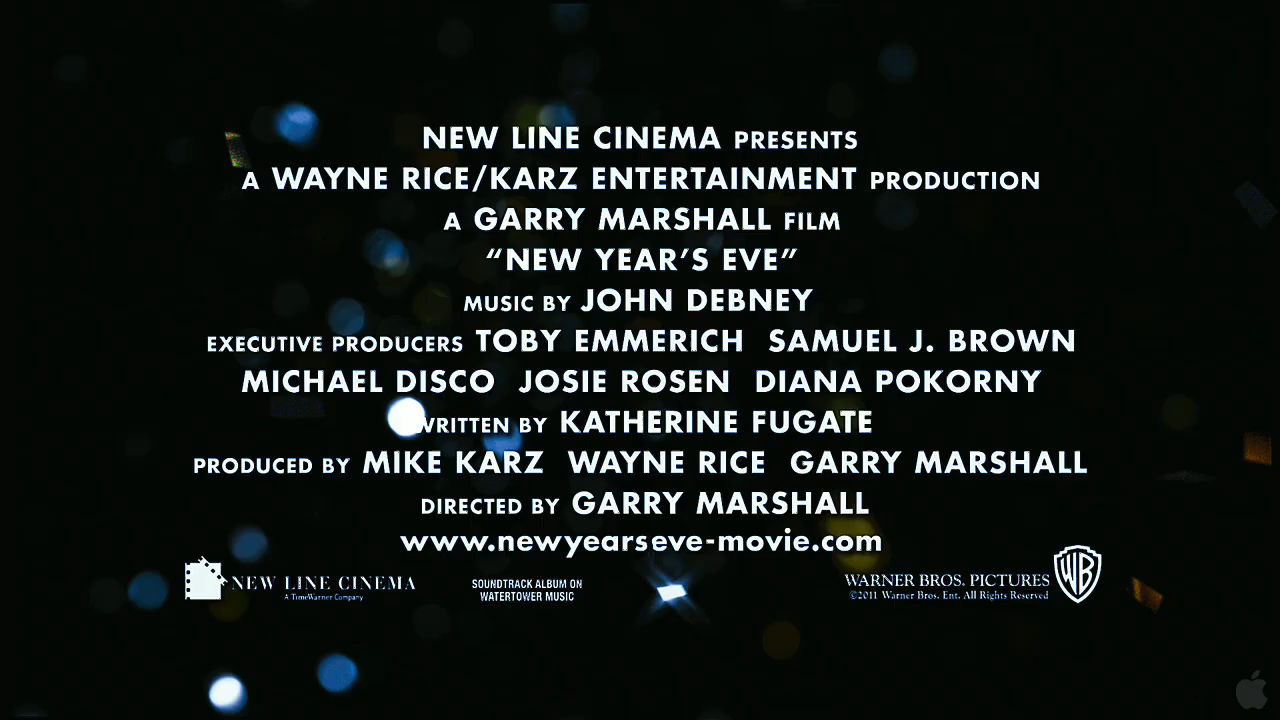 NEW LINE CINEMA PRESENTS
A WAYNE RICE/KARZ ENTERTAINMENT PRODUCTION
A GARRY MARSHALL FILM
“NEW YEAR’S EVE”
MUSIC BY JOHN DEBNEY
EXECUTIVE PRODUCERS TOBY EMMERICH SAMUEL J. BROWN
MICHAEL DISCO JOSIE ROSEN DIANA POKORNY
WRITTEN BY KATHERINE FUGATE
PRODUCED BY MIKE KARZ WAYNE RICE GARRY MARSHALL
DIRECTED BY GARRY MARSHALL
www.newyearseve-movie.com
NEW LINE CINEMA
A TimeWarner Company
SOUNDTRACK ALBUM ON
WATERTOWER MUSIC
WARNER BROS. PICTURES
©2011 Warner Bros. Ent. All Rights Reserved
WB